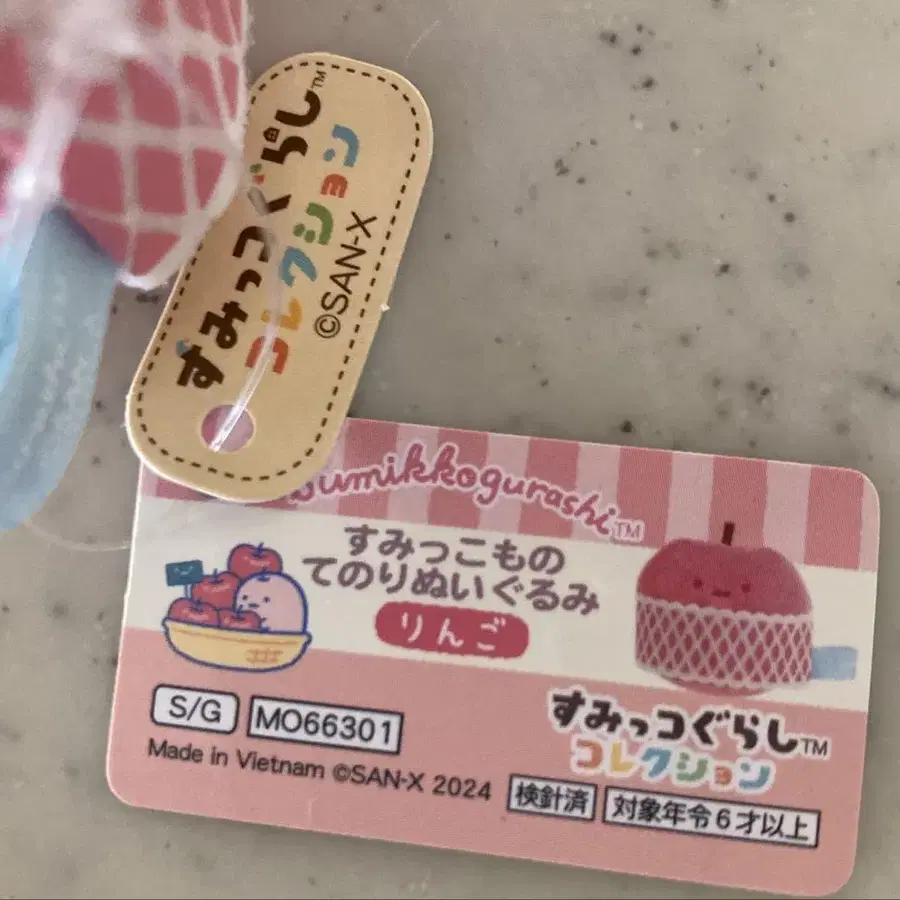 すみっコぐらし™
コレクション
©SAN-X
Sumikkogurashi™
すみっこもの
てのりぬいぐるみ
りんご
S/G MO66301
Made in Vietnam ©SAN-X 2024
すみっコぐらし™
コレクション
検針済 対象年令6才以上